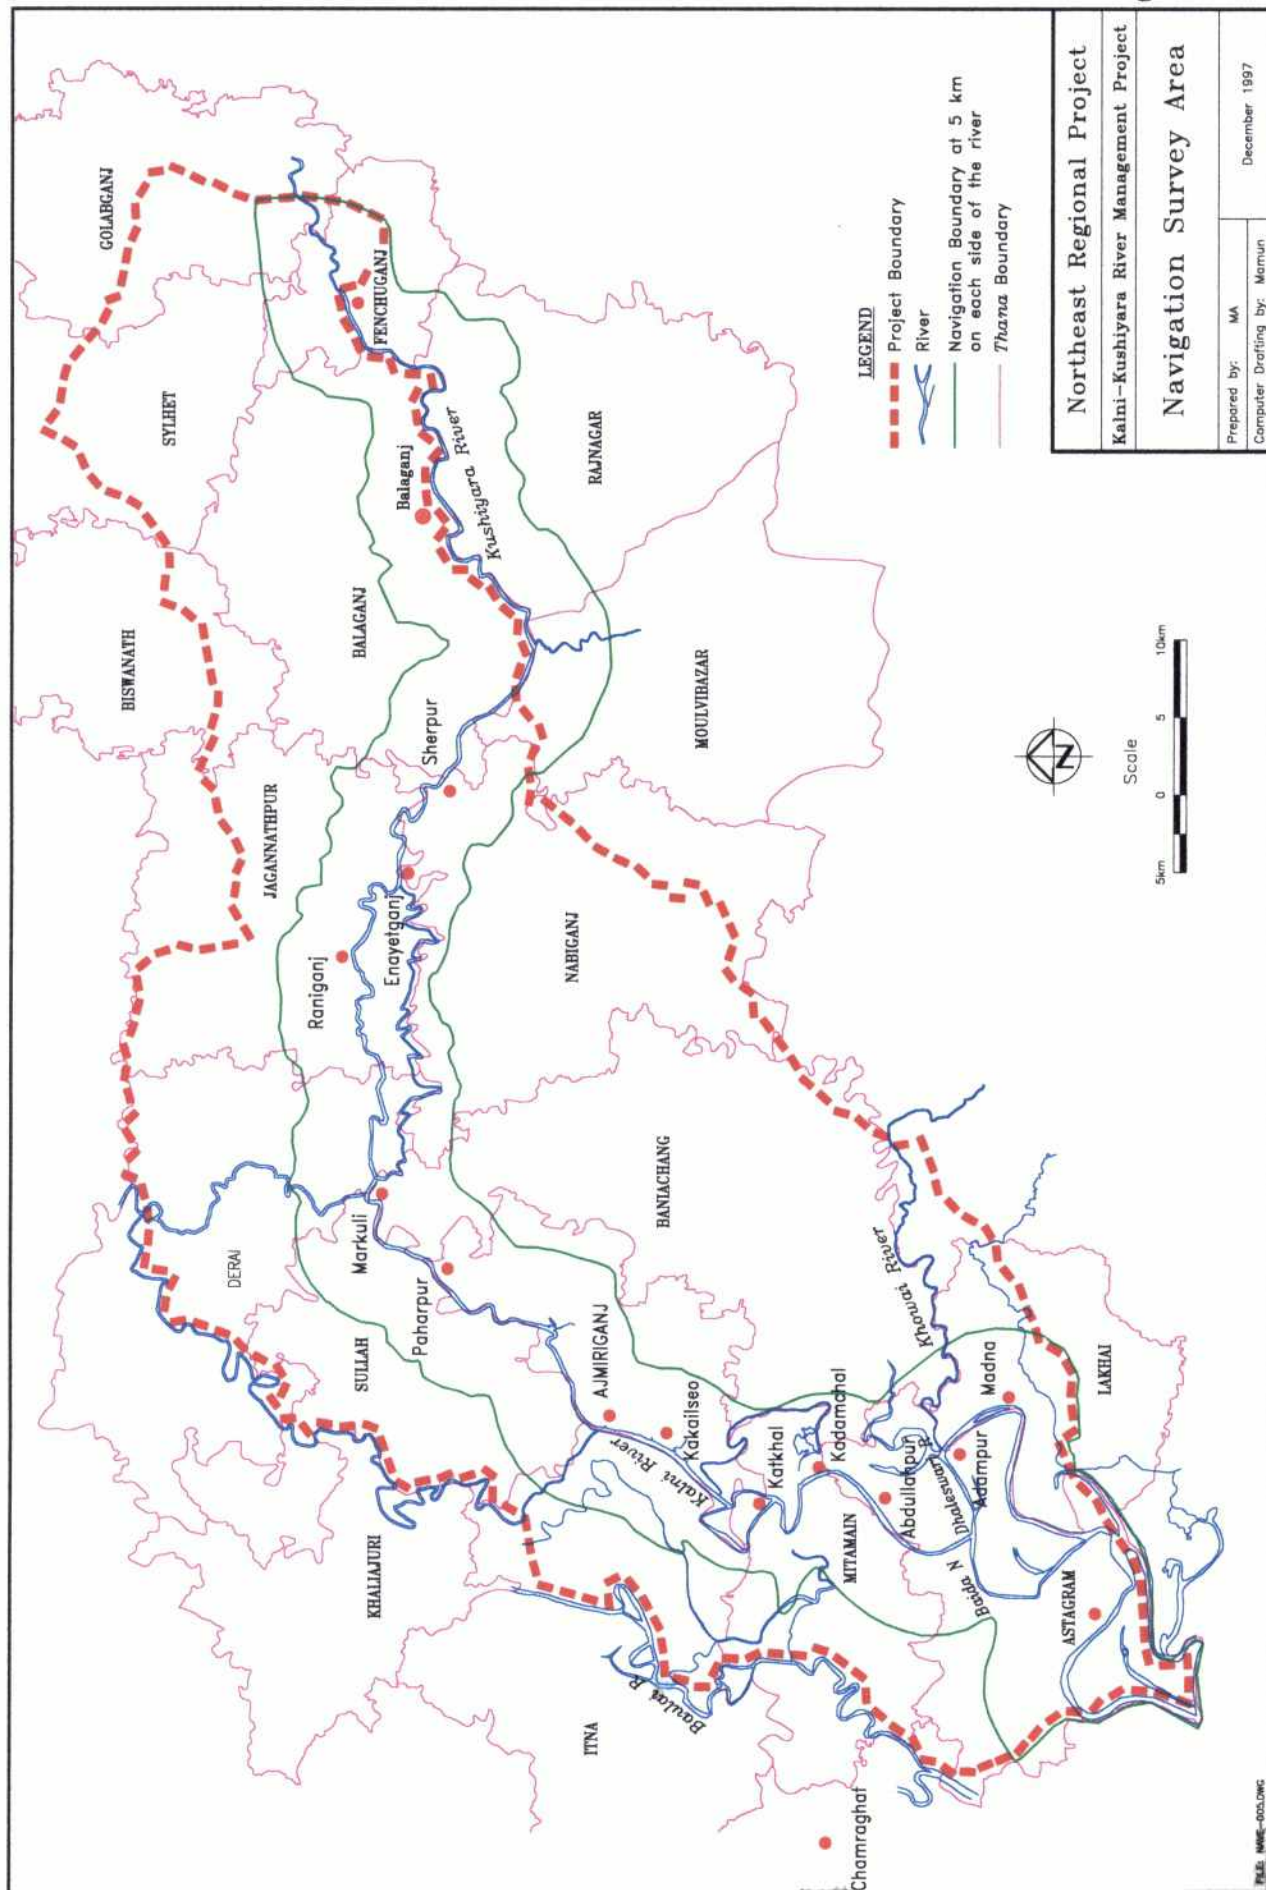 GOLABGANJ
SYLHET
BISWANATH
FENCHUGANJ
BALAGANJ
Balaganj
Kushiyara River
RAJNAGAR
JAGANNATHPUR
Sherpur
MOULVIBAZAR
Raniganj
Enayetganj
NABIGANJ
DERAI
Markuli
BANIACHANG
SULLAH
Paharpur
AJMIRIGANJ
Khowai River
KHALIAJURI
Kalni River
Kakailseo
Katkhal
Kadamchal
Madna
LAKHAI
MITAMAIN
Abdullahpur
Dhaleswari R
Adampur
Baida N
ASTAGRAM
ITNA
Baulai R
Chamraghat
LEGEND
Project Boundary
River
Navigation Boundary at 5 km
on each side of the river
Thana Boundary
N
Scale
5km 0 5 10km
Northeast Regional Project
Kalni-Kushiyara River Management Project
Navigation Survey Area
Prepared by: MA
Computer Drafting by: Mamun
December 1997